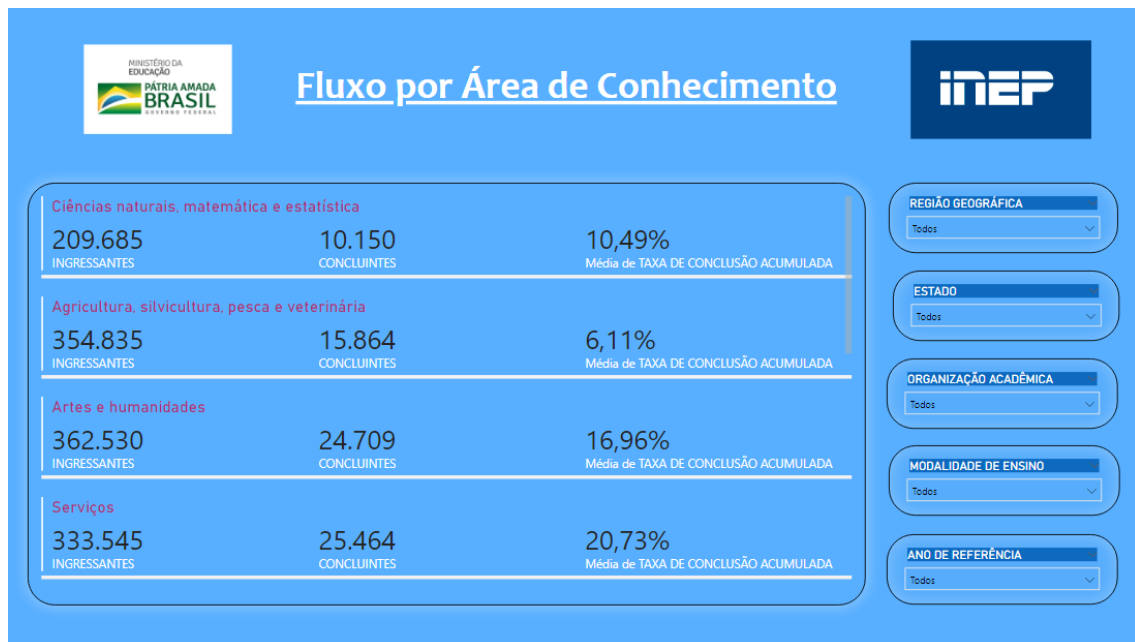 MINISTÉRIO DA
EDUCAÇÃO
PÁTRIA AMADA
BRASIL
GOVERNO FEDERAL
Fluxo por Área de Conhecimento
inep
Ciências naturais, matemática e estatística
209.685 10.150 10,49%
INGRESSANTES CONCLUINTES Média de TAXA DE CONCLUSÃO ACUMULADA
Agricultura, silvicultura, pesca e veterinária
354.835 15.864 6,11%
INGRESSANTES CONCLUINTES Média de TAXA DE CONCLUSÃO ACUMULADA
Artes e humanidades
362.530 24.709 16,96%
INGRESSANTES CONCLUINTES Média de TAXA DE CONCLUSÃO ACUMULADA
Serviços
333.545 25.464 20,73%
INGRESSANTES CONCLUINTES Média de TAXA DE CONCLUSÃO ACUMULADA
REGIÃO GEOGRÁFICA
Todos
ESTADO
Todos
ORGANIZAÇÃO ACADÊMICA
Todos
MODALIDADE DE ENSINO
Todos
ANO DE REFERÊNCIA
Todos